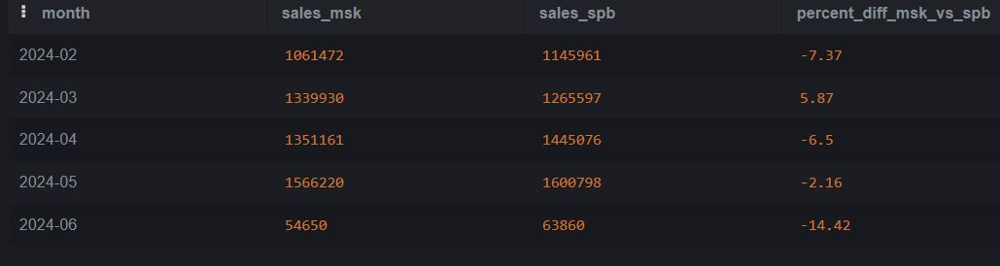 month sales_msk sales_spb percent_diff_msk_vs_spb
2024-02 1061472 1145961 -7.37
2024-03 1339930 1265597 5.87
2024-04 1351161 1445076 -6.5
2024-05 1566220 1600798 -2.16
2024-06 54650 63860 -14.42